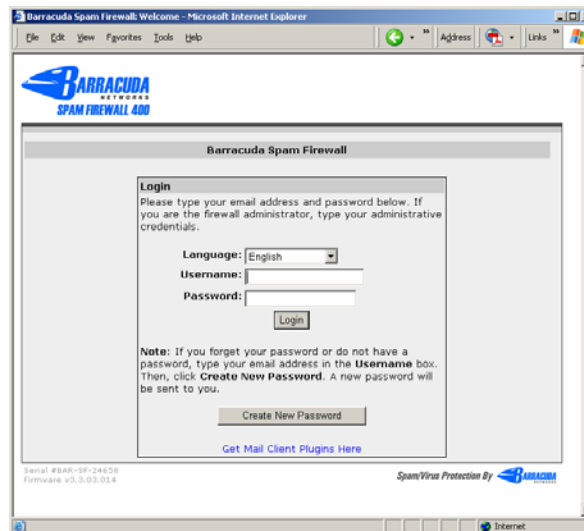 Barracuda Spam Firewall: Welcome - Microsoft Internet Explorer
File Edit View Favorites Tools Help
Address
Links
BARRACUDA
NETWORKS
SPAM FIREWALL 400
Barracuda Spam Firewall
Login
Please type your email address and password below. If
you are the firewall administrator, type your administrative
credentials.
Language: English
Username:
Password:
Login
Note: If you forget your password or do not have a
password, type your email address in the Username box.
Then, click Create New Password. A new password will
be sent to you.
Create New Password
Get Mail Client Plugins Here
Serial #BAR-SF-24658
Firmware v3.3.03.014
Spam/Virus Protection By BARRACUDA
NETWORKS
Internet